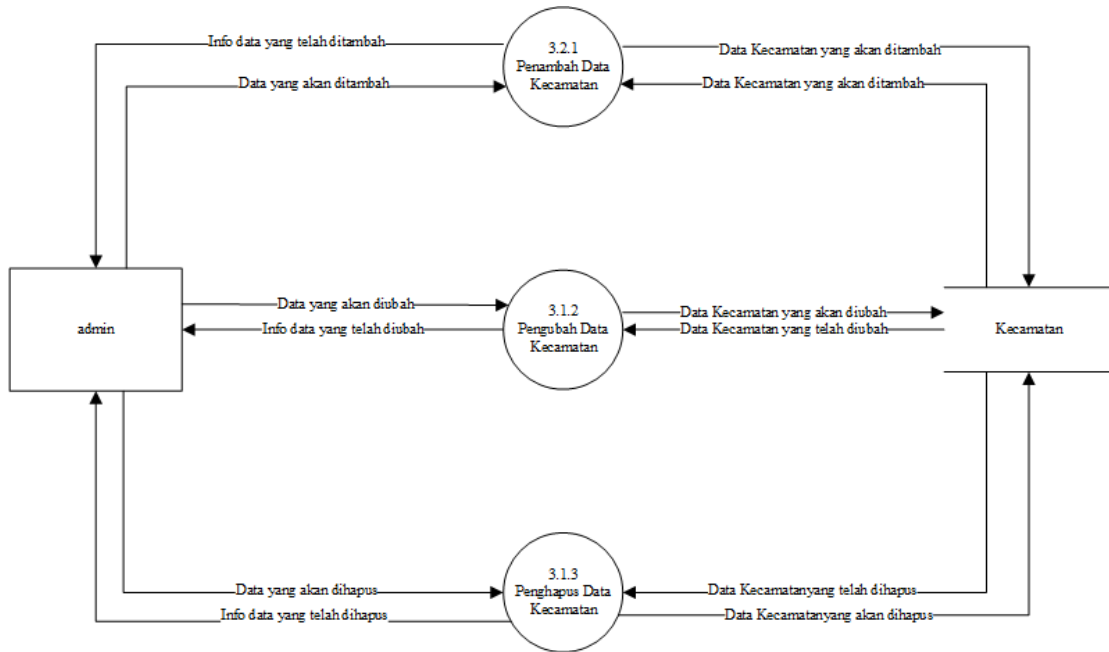 Info data yang telah ditambah
3.2.1
Penambah Data
Kecamatan
Data Kecamatan yang akan ditambah
Data yang akan ditambah
Data Kecamatan yang akan ditambah
admin
Data yang akan diubah
Info data yang telah diubah
3.1.2
Pengubah Data
Kecamatan
Data Kecamatan yang akan diubah
Data Kecamatan yang telah diubah
Kecamatan
Data yang akan dihapus
Info data yang telah dihapus
3.1.3
Penghapus Data
Kecamatan
Data Kecamatanyang telah dihapus
Data Kecamatanyang akan dihapus